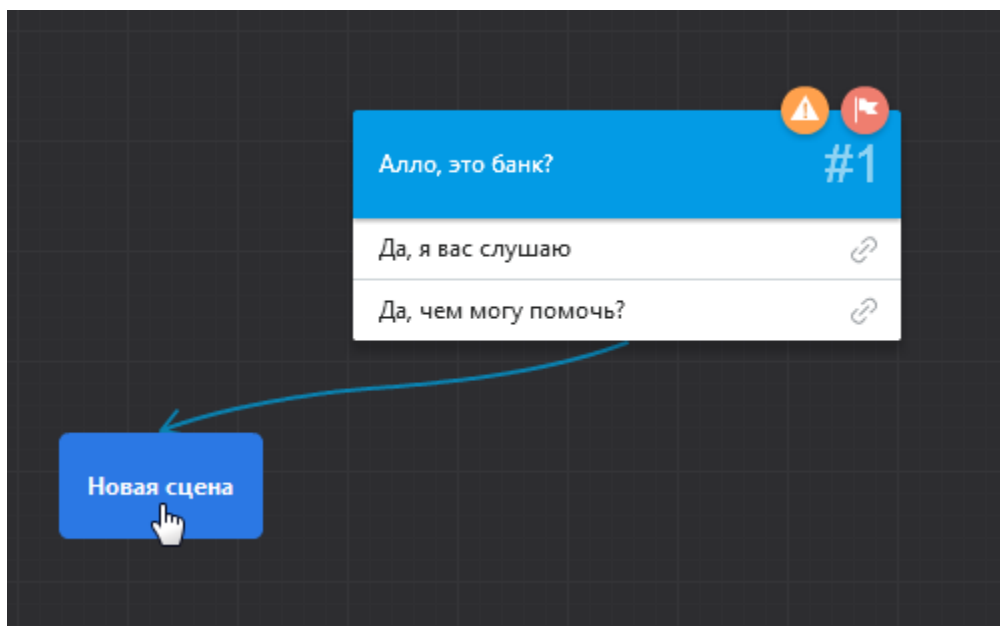 Алло, это банк?
#1
Да, я вас слушаю
Да, чем могу помочь?
Новая сцена